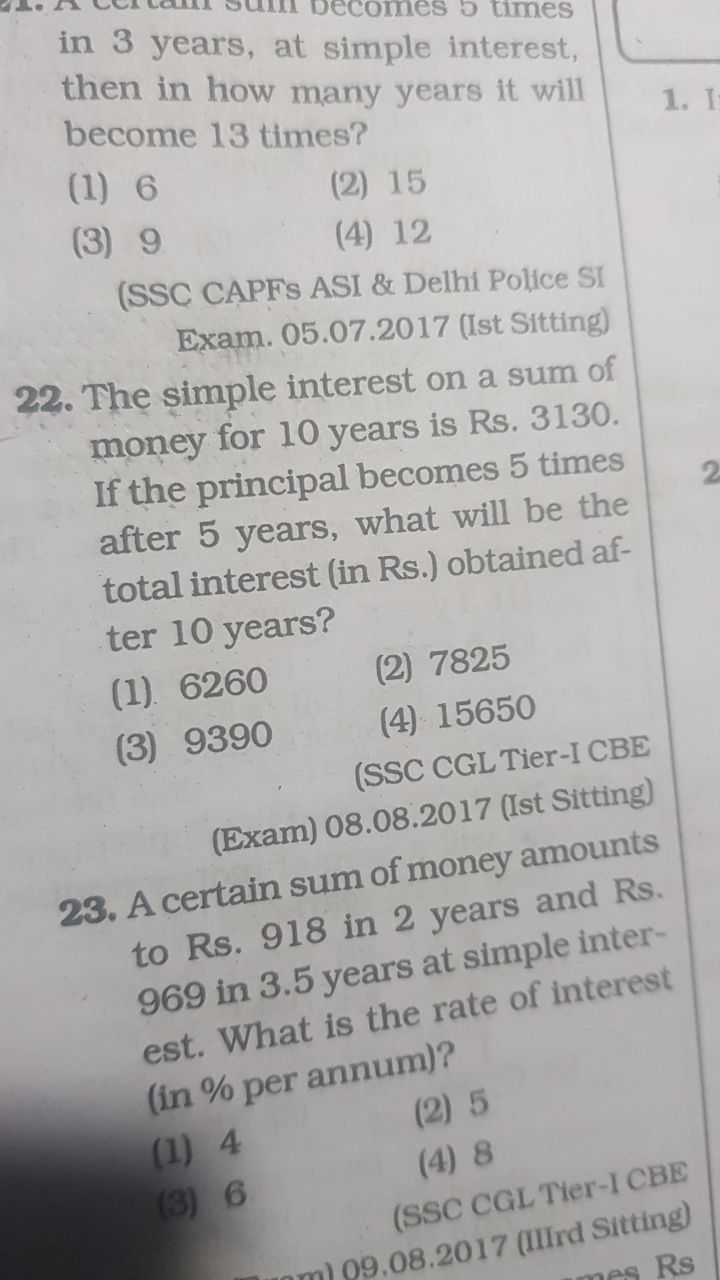 21. A certain sum becomes 5 times
in 3 years, at simple interest,
then in how many years it will
become 13 times?
(1) 6 (2) 15
(3) 9 (4) 12
(SSC CAPFs ASI & Delhi Police SI
Exam. 05.07.2017 (Ist Sitting)
22. The simple interest on a sum of
money for 10 years is Rs. 3130.
If the principal becomes 5 times
after 5 years, what will be the
total interest (in Rs.) obtained af-
ter 10 years?
(1) 6260 (2) 7825
(3) 9390 (4) 15650
(SSC CGL Tier-I CBE
(Exam) 08.08.2017 (Ist Sitting)
23. A certain sum of money amounts
to Rs. 918 in 2 years and Rs.
969 in 3.5 years at simple inter-
est. What is the rate of interest
(in % per annum)?
(1) 4 (2) 5
(3) 6 (4) 8
(SSC CGL Tier-I CBE
09.08.2017 (IIIrd Sitting)
Rs
1.
2